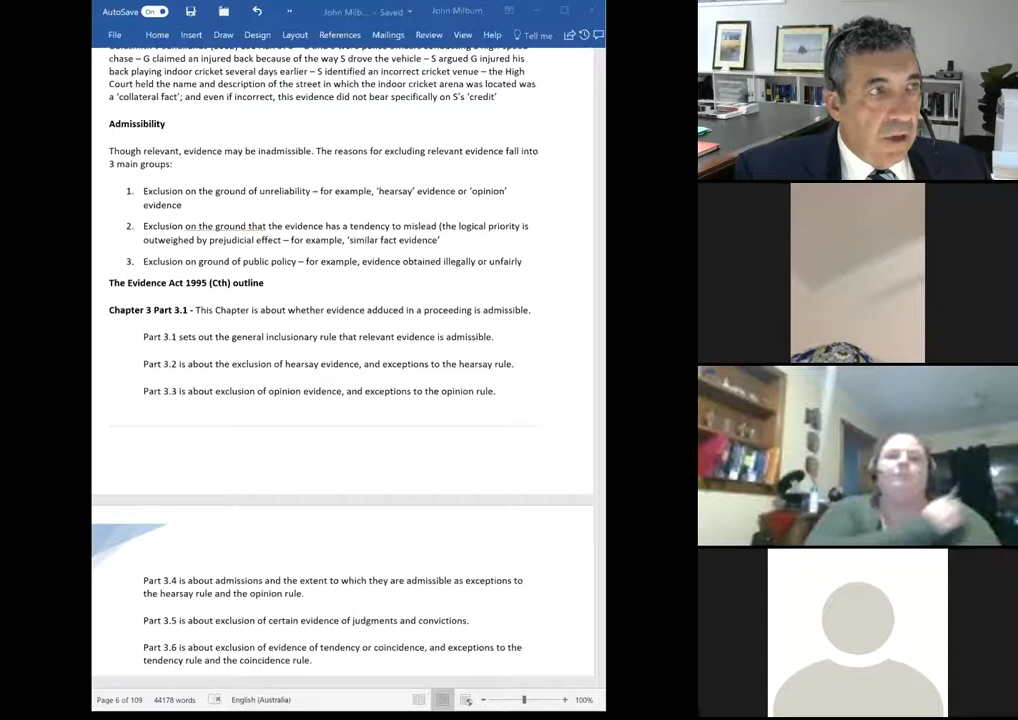 AutoSave On John Milb... – Saved John Milburn
File Home Insert Draw Design Layout References Mailings Review View Help Tell me
chase – G claimed an injured back because of the way S drove the vehicle – S argued G injured his
back playing indoor cricket several days earlier – S identified an incorrect cricket venue – the High
Court held the name and description of the street in which the indoor cricket arena was located was
a ‘collateral fact’; and even if incorrect, this evidence did not bear specifically on S’s ‘credit’
Admissibility
Though relevant, evidence may be inadmissible. The reasons for excluding relevant evidence fall into
3 main groups:
1. Exclusion on the ground of unreliability – for example, ‘hearsay’ evidence or ‘opinion’
evidence
2. Exclusion on the ground that the evidence has a tendency to mislead (the logical priority is
outweighed by prejudicial effect – for example, ‘similar fact evidence’
3. Exclusion on ground of public policy – for example, evidence obtained illegally or unfairly
The Evidence Act 1995 (Cth) outline
Chapter 3 Part 3.1 - This Chapter is about whether evidence adduced in a proceeding is admissible.
Part 3.1 sets out the general inclusionary rule that relevant evidence is admissible.
Part 3.2 is about the exclusion of hearsay evidence, and exceptions to the hearsay rule.
Part 3.3 is about exclusion of opinion evidence, and exceptions to the opinion rule.
Part 3.4 is about admissions and the extent to which they are admissible as exceptions to
the hearsay rule and the opinion rule.
Part 3.5 is about exclusion of certain evidence of judgments and convictions.
Part 3.6 is about exclusion of evidence of tendency or coincidence, and exceptions to the
tendency rule and the coincidence rule.
Page 6 of 109 44178 words English (Australia) 100%